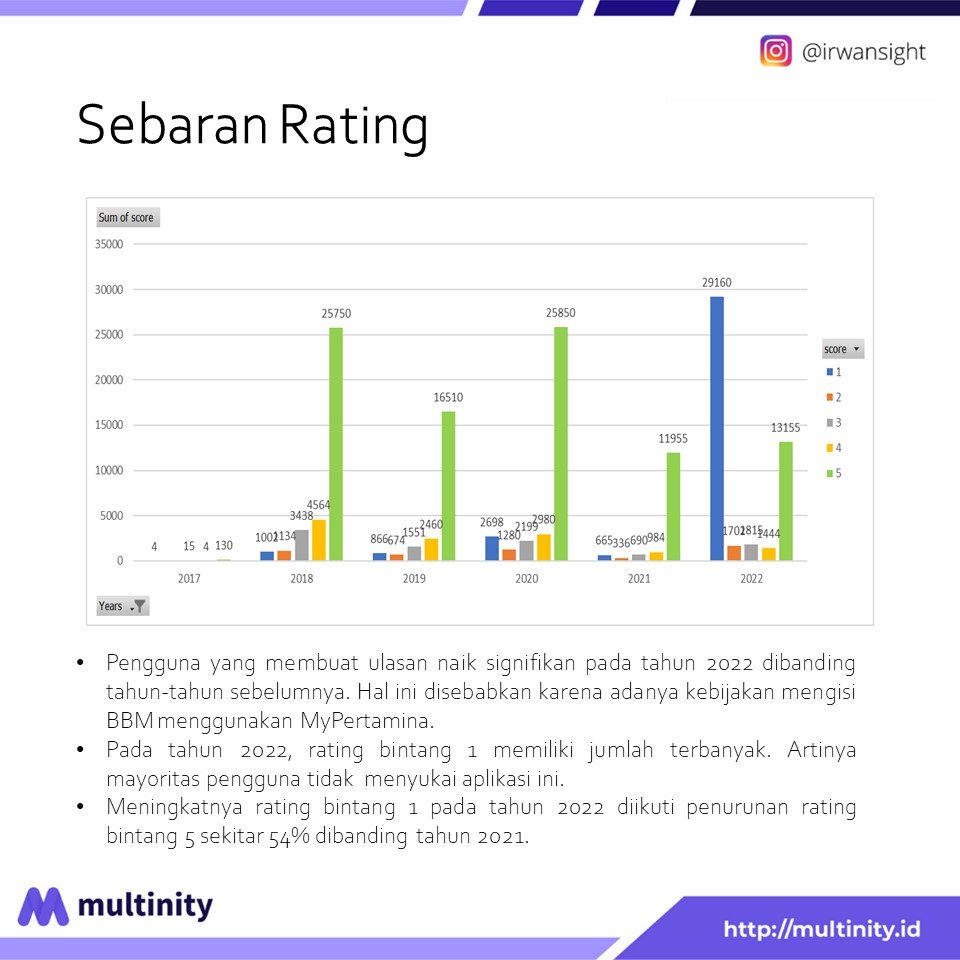 @irwansight
Sebaran Rating
Sum of score
35000
30000
25000
20000
15000
10000
5000
0
4 15 4 130
1001 1134 3438 4564 25750
866 674 1551 2460 16510
2698 1280 2199 2980 25850
665 336 690 984 11955
29160 1702 1815 1444 13155
2017 2018 2019 2020 2021 2022
score
1
2
3
4
5
Years
• Pengguna yang membuat ulasan naik signifikan pada tahun 2022 dibanding
tahun-tahun sebelumnya. Hal ini disebabkan karena adanya kebijakan mengisi
BBM menggunakan MyPertamina.
• Pada tahun 2022, rating bintang 1 memiliki jumlah terbanyak. Artinya
mayoritas pengguna tidak menyukai aplikasi ini.
• Meningkatnya rating bintang 1 pada tahun 2022 diikuti penurunan rating
bintang 5 sekitar 54% dibanding tahun 2021.
multinity
http://multinity.id